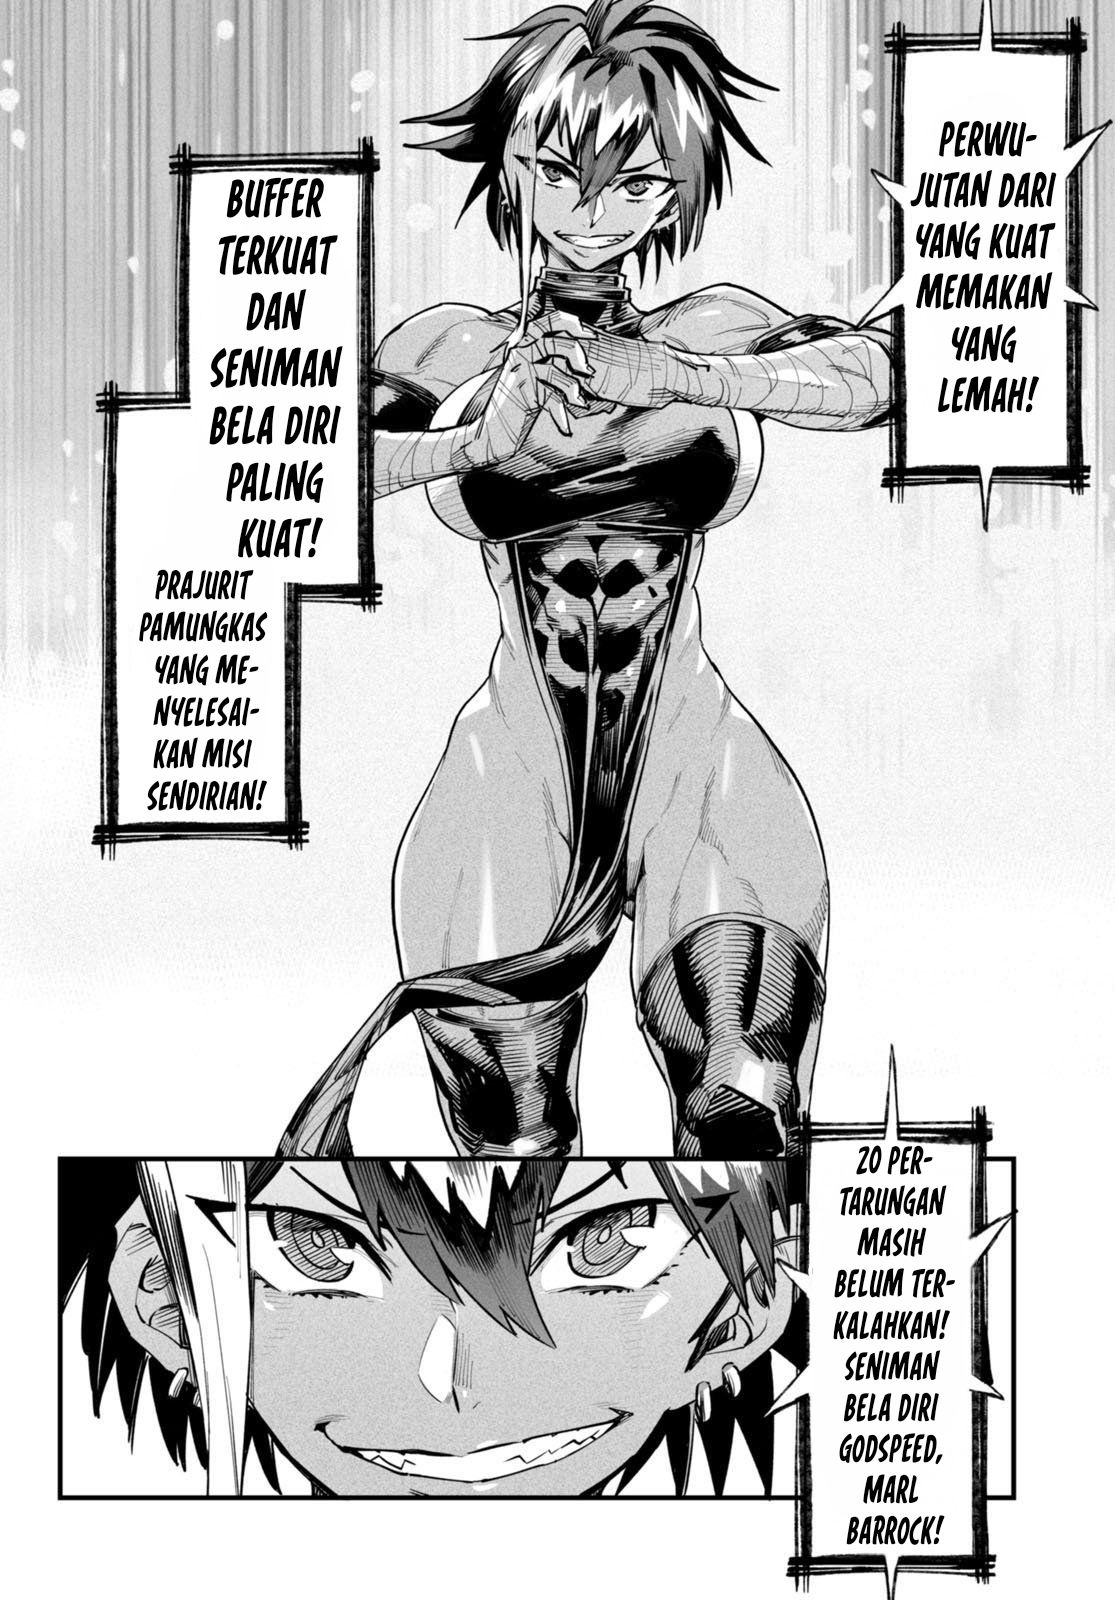 PERWU-
JUTAN DARI
YANG KUAT
MEMAKAN
YANG
LEMAH!
BUFFER
TERKUAT
DAN
SENIMAN
BELA DIRI
PALING
KUAT!
PRAJURIT
PAMUNGKAS
YANG ME-
NYELESAI-
KAN MISI
SENDIRIAN!
20 PER-
TARUNGAN
MASIH
BELUM TER-
KALAHKAN!
SENIMAN
BELA DIRI
GODSPEED,
MARL
BARROCK!